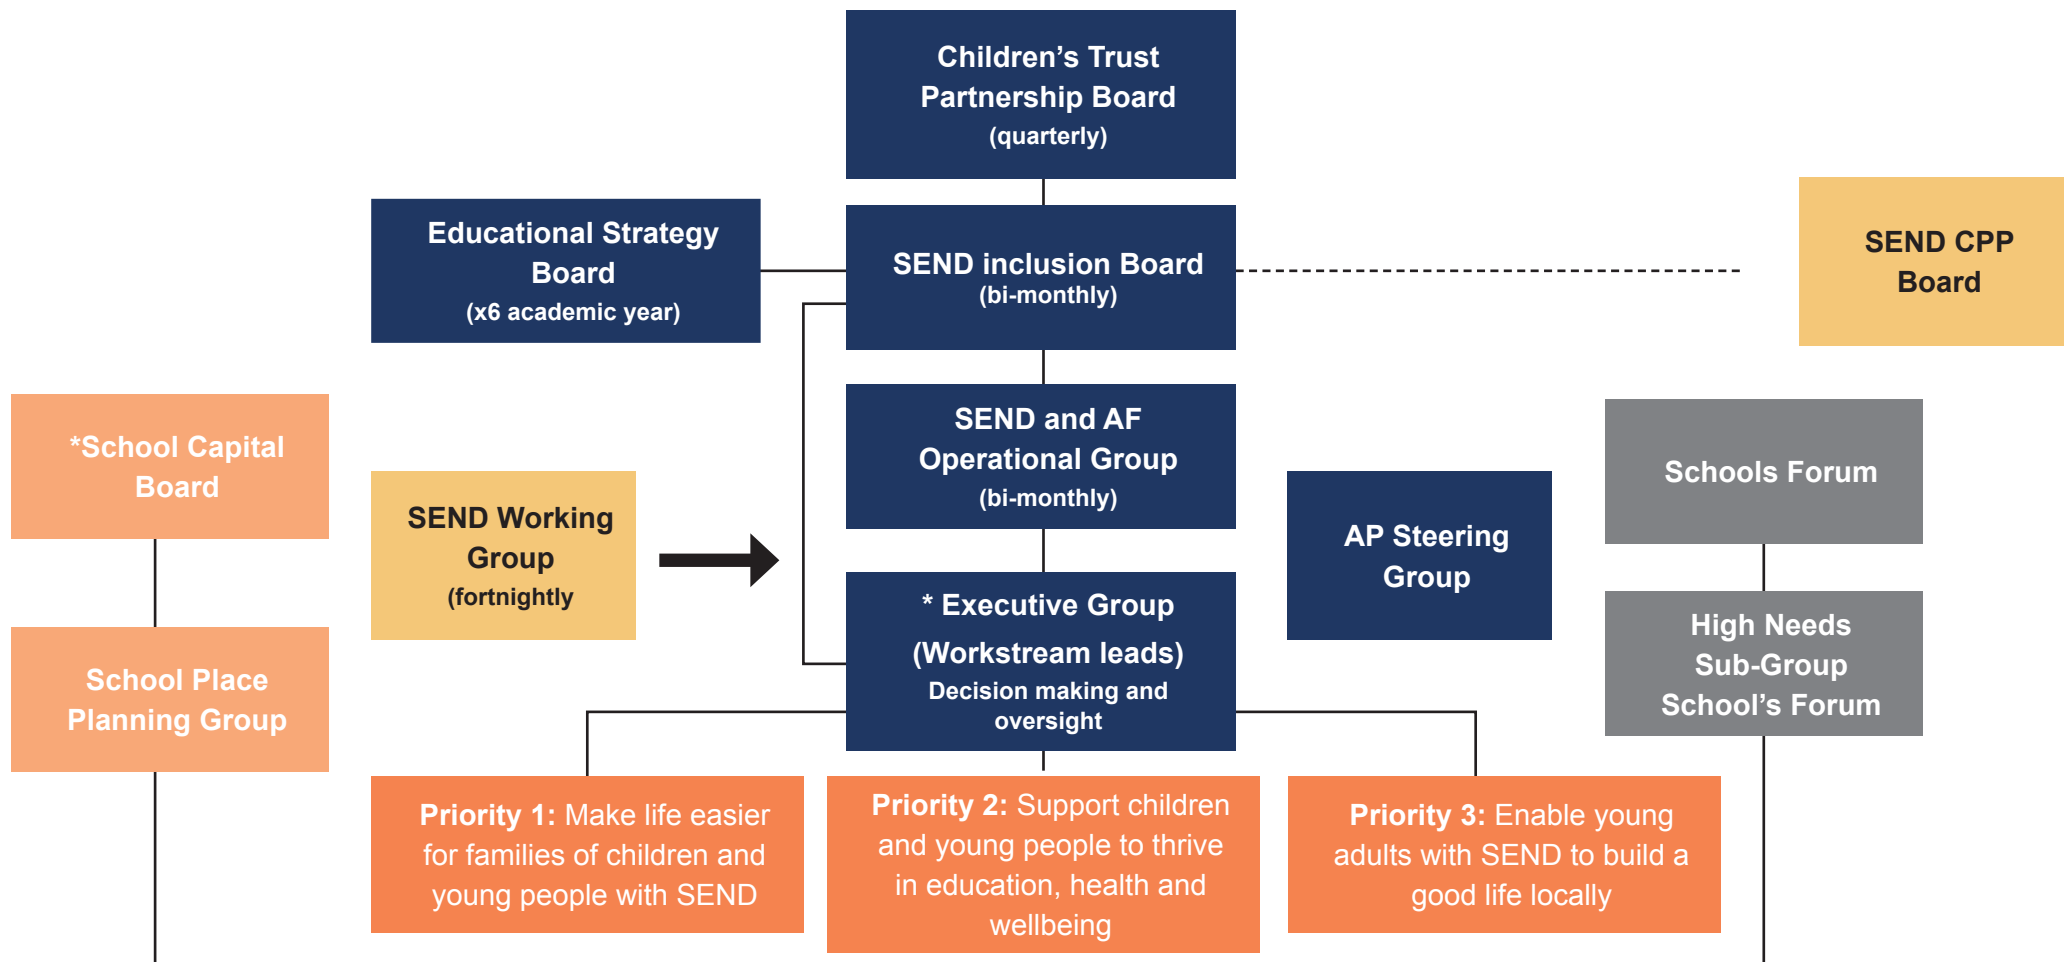 Children’s Trust
Partnership Board
(quarterly)
Educational Strategy
Board
(x6 academic year)
SEND inclusion Board
(bi-monthly)
SEND CPP
Board
*School Capital
Board
SEND Working
Group
(fortnightly
SEND and AF
Operational Group
(bi-monthly)
AP Steering
Group
Schools Forum
School Place
Planning Group
* Executive Group
(Workstream leads)
Decision making and
oversight
High Needs
Sub-Group
School’s Forum
Priority 1: Make life easier
for families of children and
young people with SEND
Priority 2: Support children
and young people to thrive
in education, health and
wellbeing
Priority 3: Enable young
adults with SEND to build a
good life locally